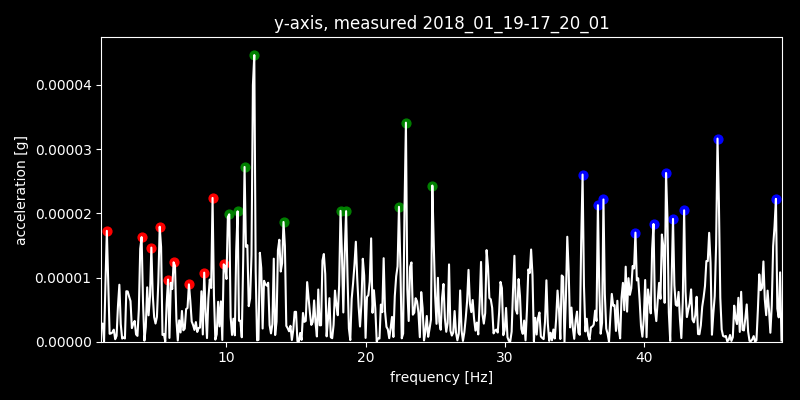 y-axis, measured 2018_01_19-17_20_01
0.00004
0.00003
0.00002
0.00001
0.00000
acceleration [g]
10 20 30 40
frequency [Hz]